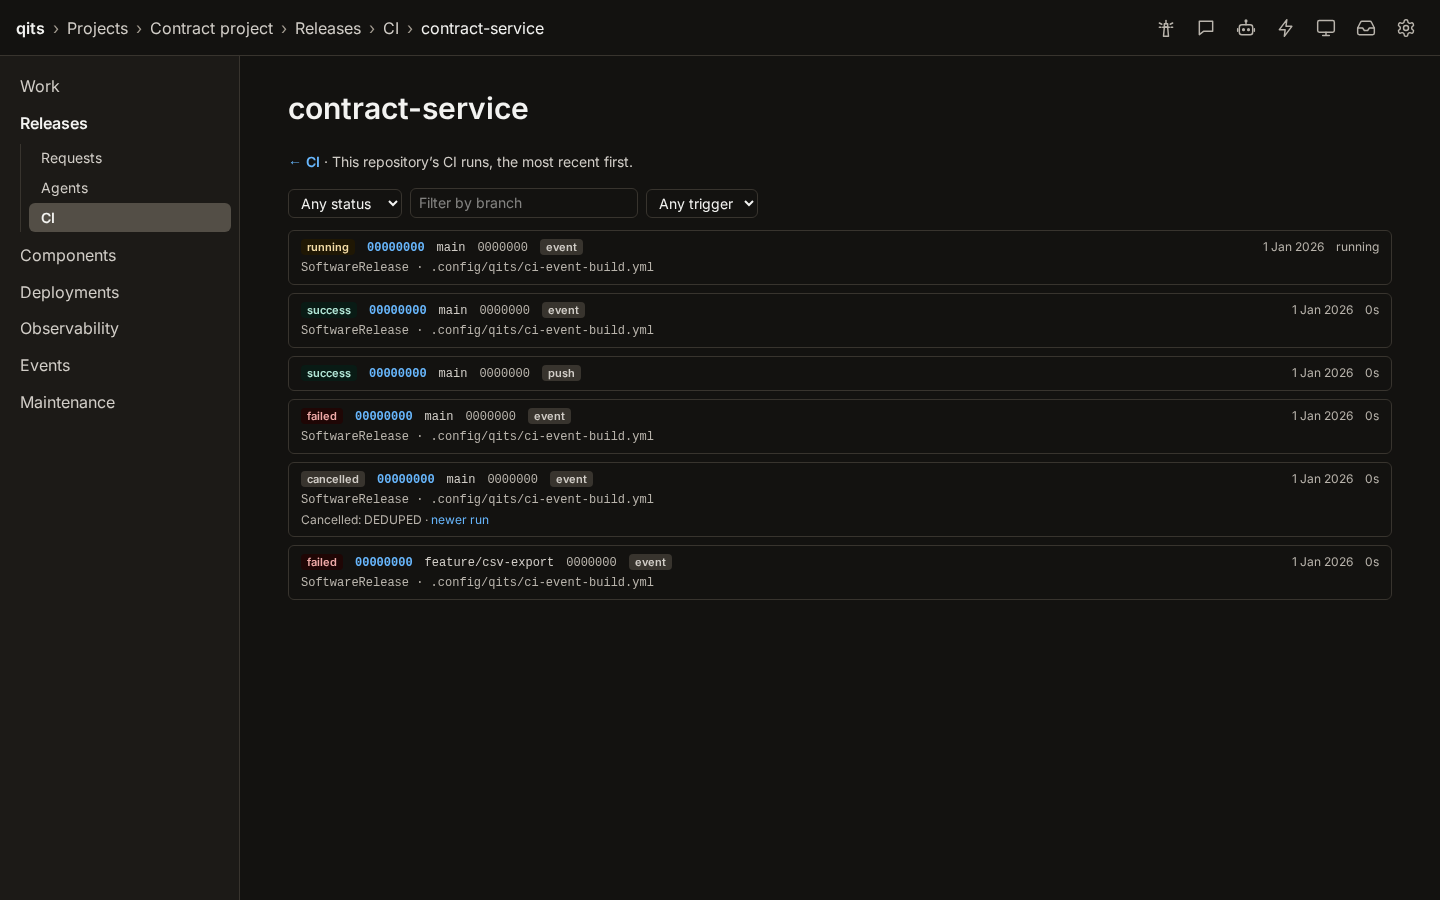 qits › Projects › Contract project › Releases › CI › contract-service
Work
Releases
Requests
Agents
CI
Components
Deployments
Observability
Events
Maintenance
contract-service
← CI · This repository’s CI runs, the most recent first.
Any status Filter by branch Any trigger
running 00000000 main 0000000 event 1 Jan 2026 running
SoftwareRelease · .config/qits/ci-event-build.yml
success 00000000 main 0000000 event 1 Jan 2026 0s
SoftwareRelease · .config/qits/ci-event-build.yml
success 00000000 main 0000000 push 1 Jan 2026 0s
failed 00000000 main 0000000 event 1 Jan 2026 0s
SoftwareRelease · .config/qits/ci-event-build.yml
cancelled 00000000 main 0000000 event 1 Jan 2026 0s
SoftwareRelease · .config/qits/ci-event-build.yml
Cancelled: DEDUPED · newer run
failed 00000000 feature/csv-export 0000000 event 1 Jan 2026 0s
SoftwareRelease · .config/qits/ci-event-build.yml